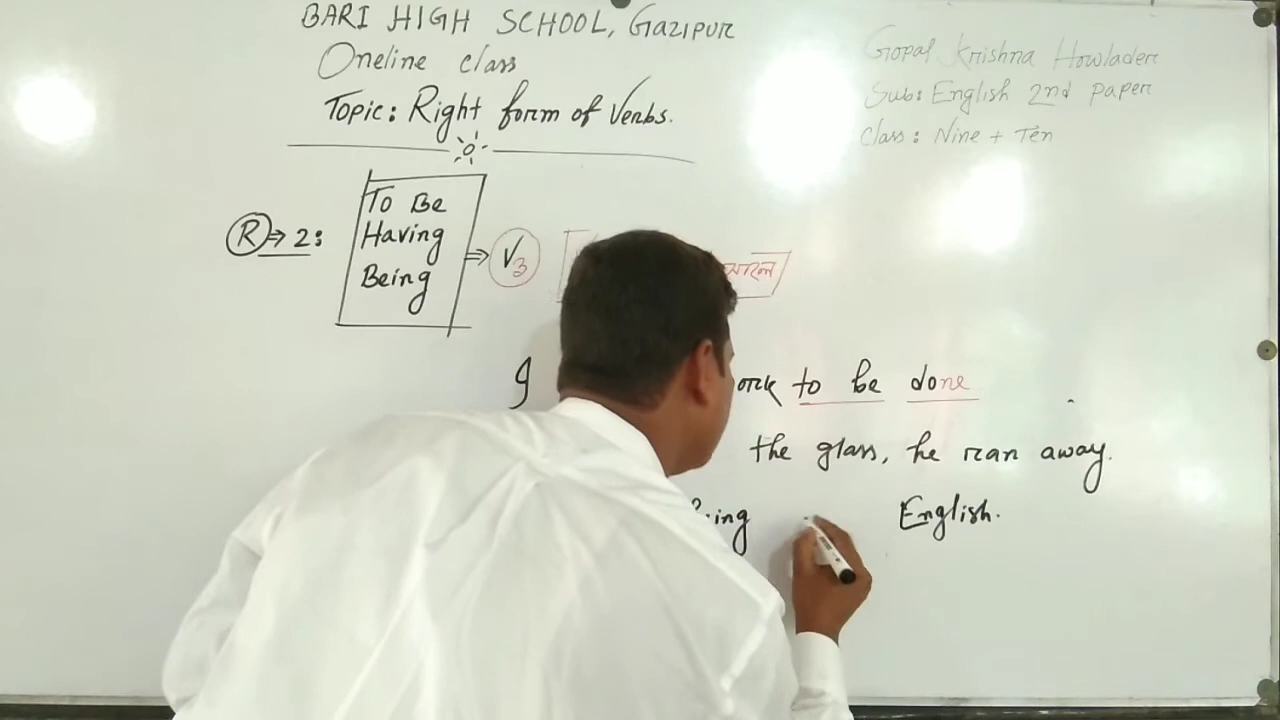 BARI HIGH SCHOOL, Gazipur
Oneline class
Topic: Right form of Verbs.
Gopal Krishna Howlader
Sub: English 2nd paper
Class: Nine + Ten
R ⇒ 2:
To Be
Having
Being
⇒ V3
I to be done
the glass, he ran away.
English.